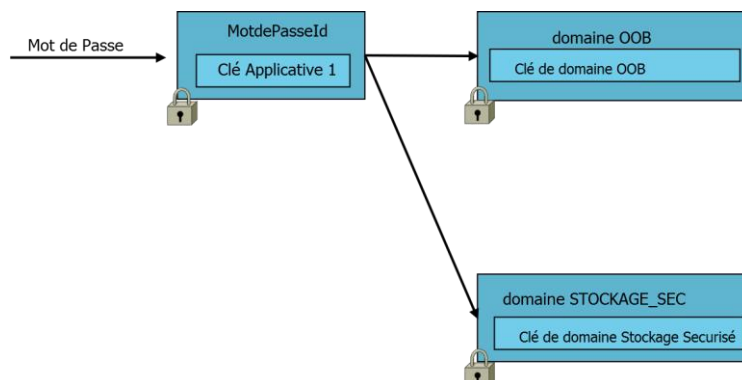 Mot de Passe
MotdePasseId
Clé Applicative 1
domaine OOB
Clé de domaine OOB
domaine STOCKAGE_SEC
Clé de domaine Stockage Securisé